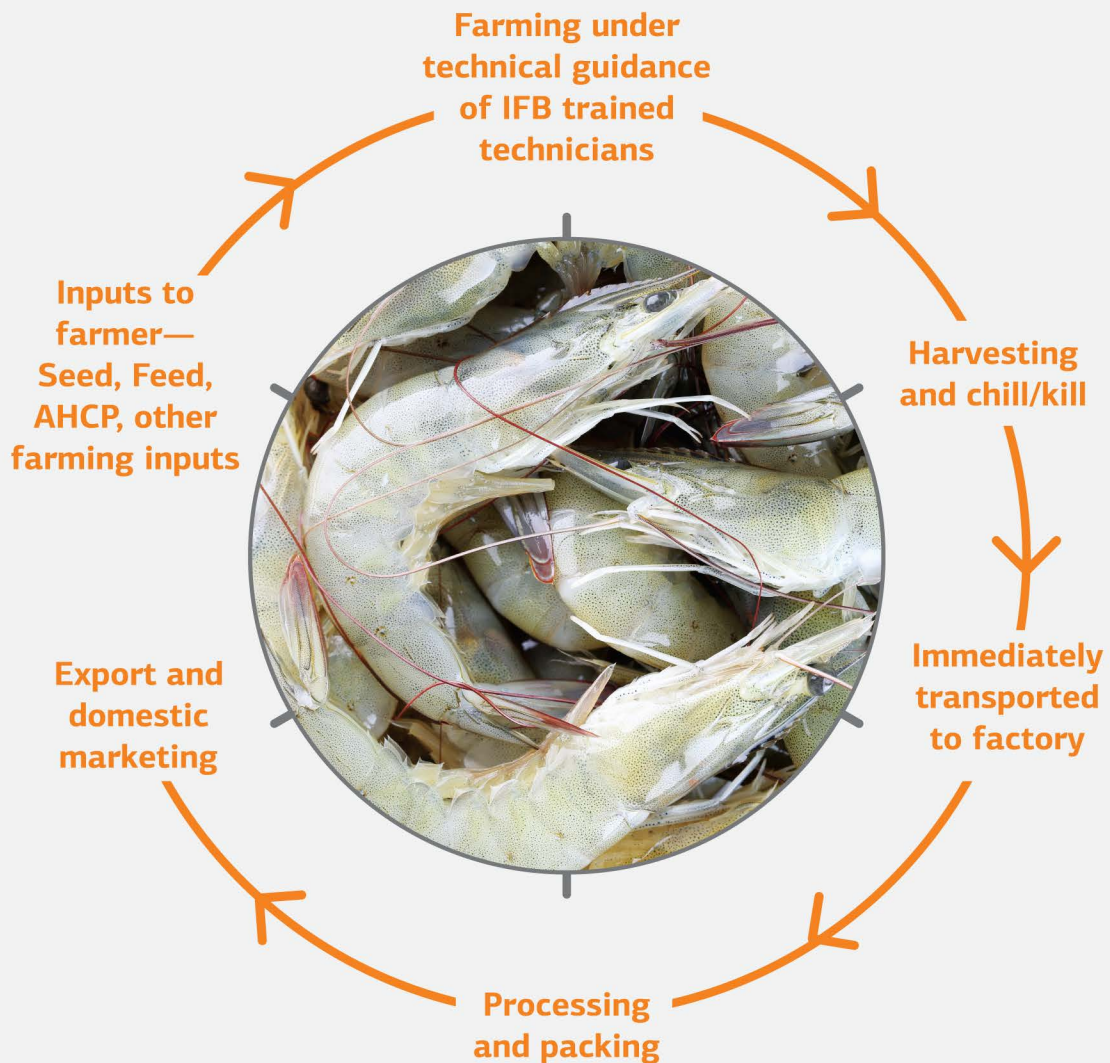 Farming under
technical guidance
of IFB trained
technicians
Harvesting
and chill/kill
Immediately
transported
to factory
Processing
and packing
Export and
domestic
marketing
Inputs to
farmer—
Seed, Feed,
AHCP, other
farming inputs